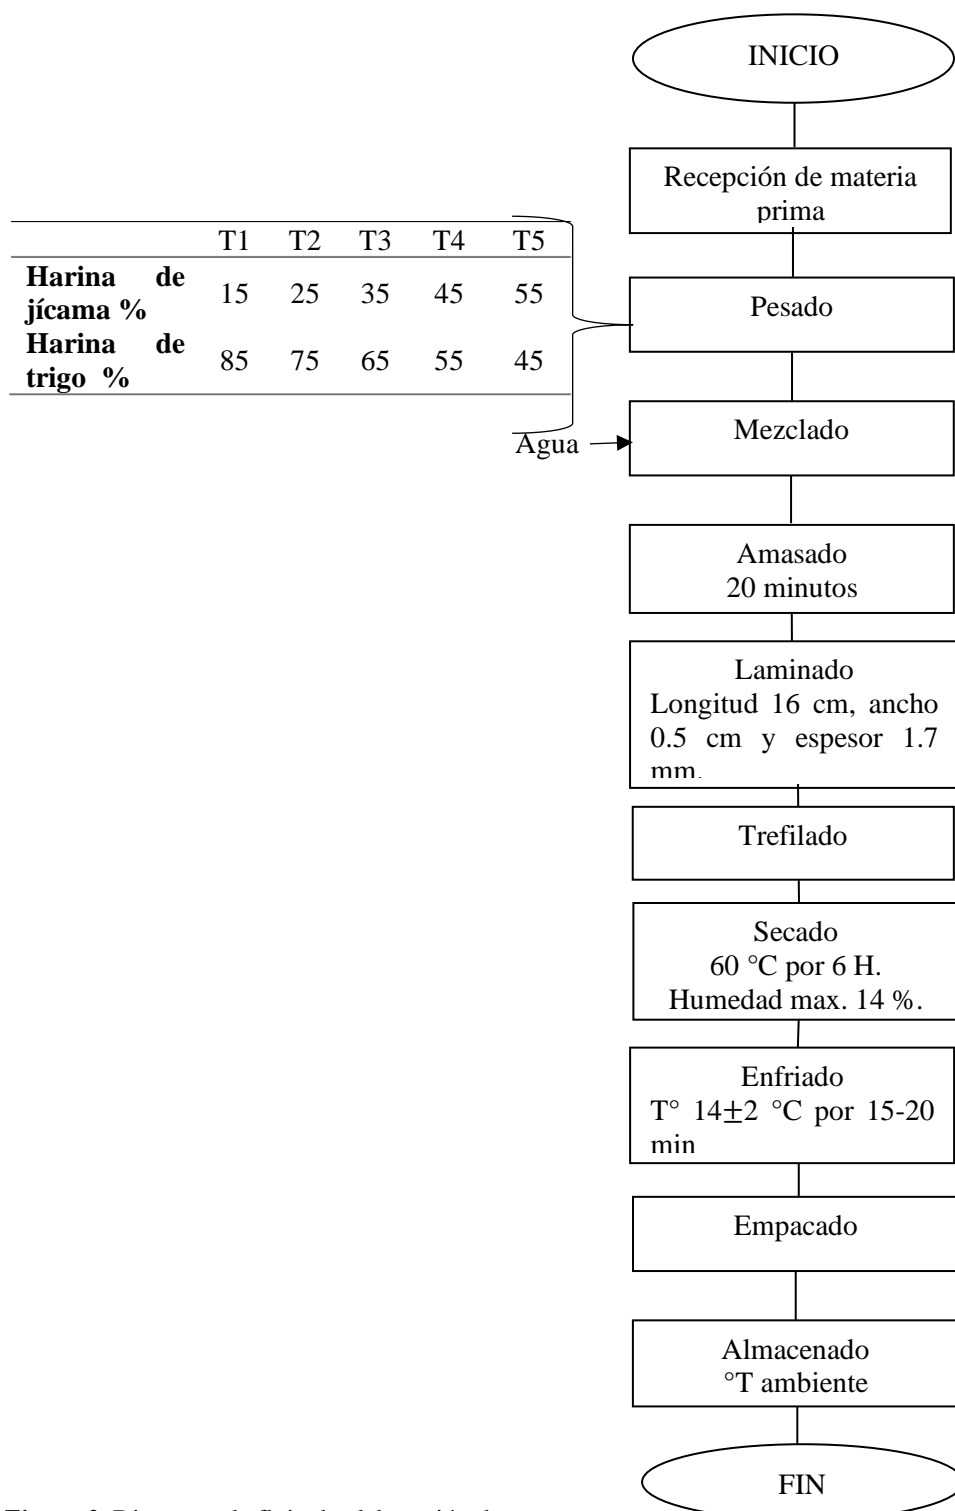 INICIO
Recepción de materia
prima
T1 T2 T3 T4 T5
Harina de
jícama % 15 25 35 45 55
Harina de
trigo % 85 75 65 55 45
Pesado
Agua
Mezclado
Amasado
20 minutos
Laminado
Longitud 16 cm, ancho
0.5 cm y espesor 1.7
mm.
Trefilado
Secado
60 °C por 6 H.
Humedad max. 14 %.
Enfriado
T° 14±2 °C por 15-20
min
Empacado
Almacenado
°T ambiente
FIN